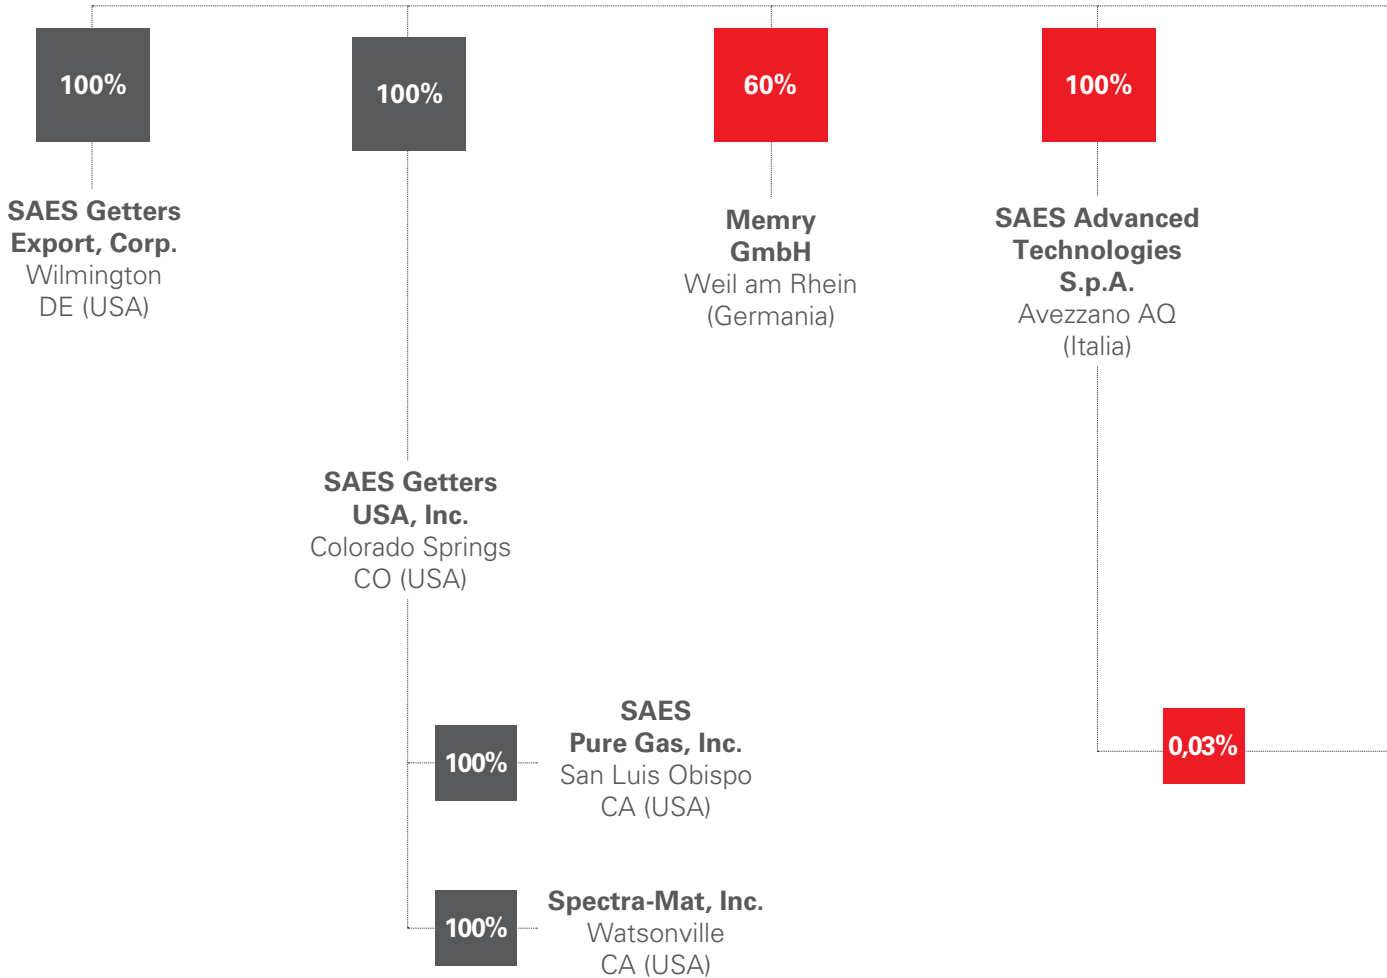 100%
SAES Getters
Export, Corp.
Wilmington
DE (USA)
100%
SAES Getters
USA, Inc.
Colorado Springs
CO (USA)
100%
SAES
Pure Gas, Inc.
San Luis Obispo
CA (USA)
100%
Spectra-Mat, Inc.
Watsonville
CA (USA)
60%
Memry
GmbH
Weil am Rhein
(Germania)
100%
SAES Advanced
Technologies
S.p.A.
Avezzano AQ
(Italia)
0,03%